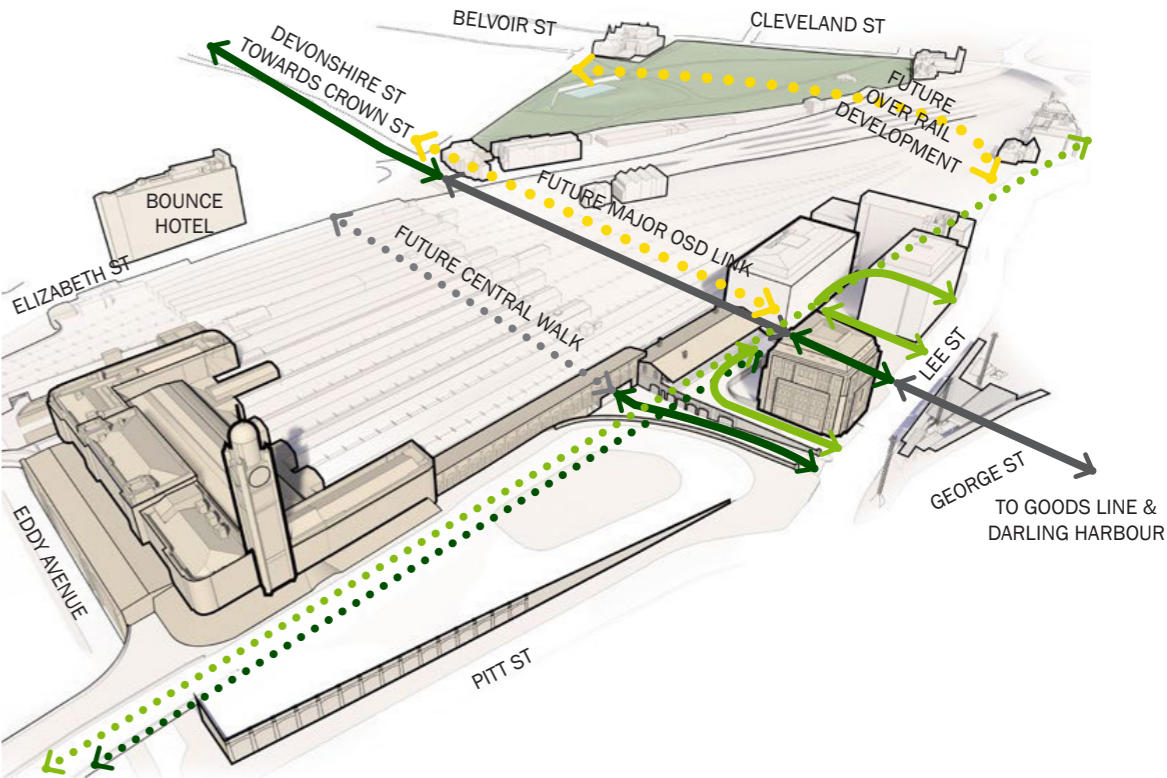 BELVOIR ST
CLEVELAND ST
DEVONSHIRE ST
TOWARDS CROWN ST
FUTURE
OVER RAIL
DEVELOPMENT
BOUNCE
HOTEL
FUTURE MAJOR OSD LINK
FUTURE CENTRAL WALK
ELIZABETH ST
LEE ST
GEORGE ST
TO GOODS LINE &
DARLING HARBOUR
EDDY AVENUE
PITT ST